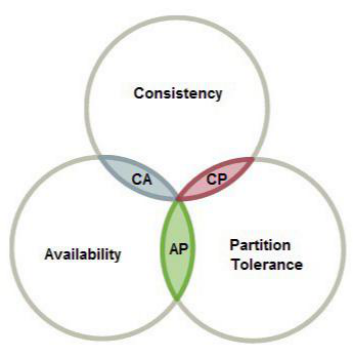 Consistency
CA
CP
Availability
AP
Partition
Tolerance